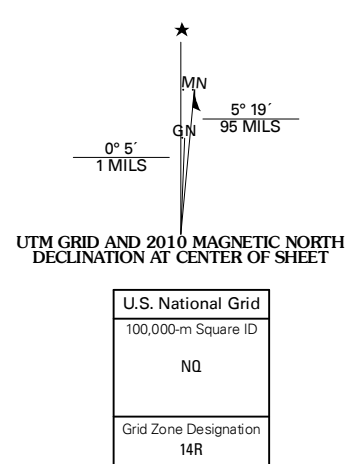 ★
MN
5° 19´
95 MILS
GN
0° 5´
1 MILS
UTM GRID AND 2010 MAGNETIC NORTH
DECLINATION AT CENTER OF SHEET
U.S. National Grid
100,000-m Square ID
NQ
Grid Zone Designation
14R